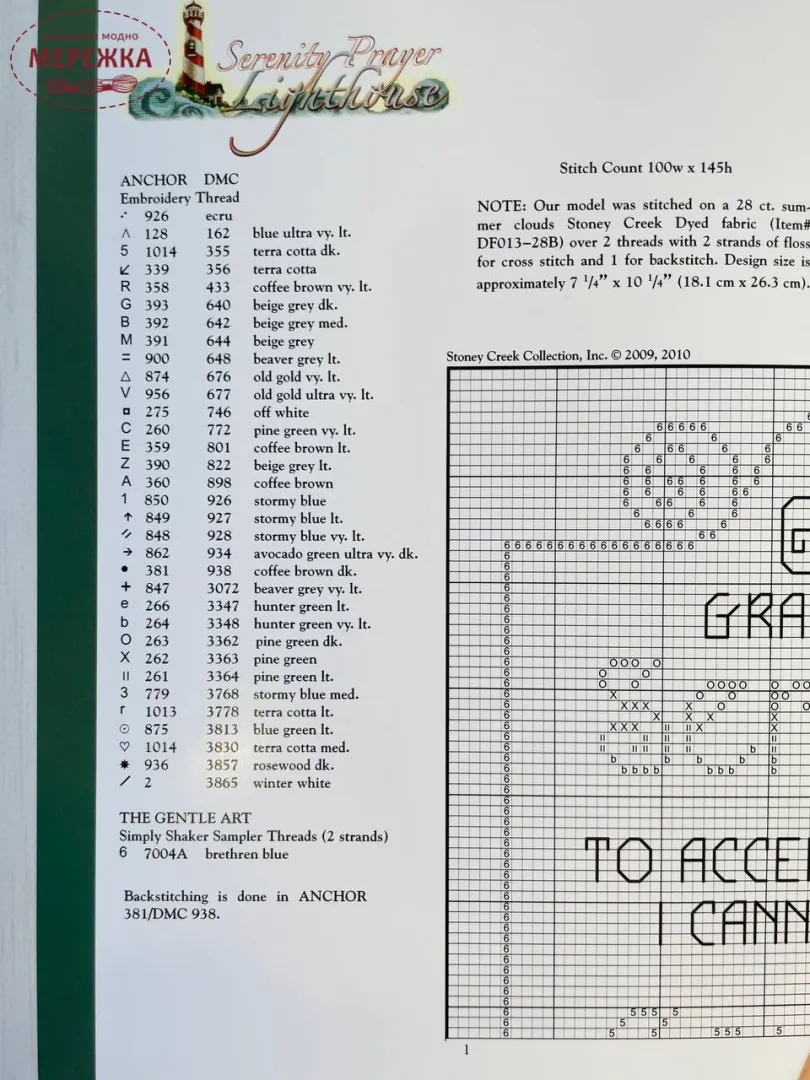 МЕРЕЖКА
Serenity Prayer
Lighthouse
Stitch Count 100w x 145h
NOTE: Our model was stitched on a 28 ct. sum-
mer clouds Stoney Creek Dyed fabric (Item#
DF013-28B) over 2 threads with 2 strands of floss
for cross stitch and 1 for backstitch. Design size is
approximately 7 1/4” x 10 1/4” (18.1 cm x 26.3 cm).
ANCHOR DMC
Embroidery Thread
∴ 926 ecru
Λ 128 162 blue ultra vy. lt.
5 1014 355 terra cotta dk.
↙ 339 356 terra cotta
R 358 433 coffee brown vy. lt.
G 393 640 beige grey dk.
B 392 642 beige grey med.
M 391 644 beige grey
= 900 648 beaver grey lt.
△ 874 676 old gold vy. lt.
V 956 677 old gold ultra vy. lt.
¤ 275 746 off white
C 260 772 pine green vy. lt.
E 359 801 coffee brown lt.
Z 390 822 beige grey lt.
A 360 898 coffee brown
1 850 926 stormy blue
↑ 849 927 stormy blue lt.
⁄⁄ 848 928 stormy blue vy. lt.
→ 862 934 avocado green ultra vy. dk.
• 381 938 coffee brown dk.
+ 847 3072 beaver grey vy. lt.
e 266 3347 hunter green lt.
b 264 3348 hunter green vy. lt.
O 263 3362 pine green dk.
X 262 3363 pine green
II 261 3364 pine green lt.
3 779 3768 stormy blue med.
r 1013 3778 terra cotta lt.
⊙ 875 3813 blue green lt.
♡ 1014 3830 terra cotta med.
✱ 936 3857 rosewood dk.
/ 2 3865 winter white
THE GENTLE ART
Simply Shaker Sampler Threads (2 strands)
6 7004A brethren blue
Backstitching is done in ANCHOR
381/DMC 938.
Stoney Creek Collection, Inc. © 2009, 2010
G
GRA
TO ACCE
I CANN
1